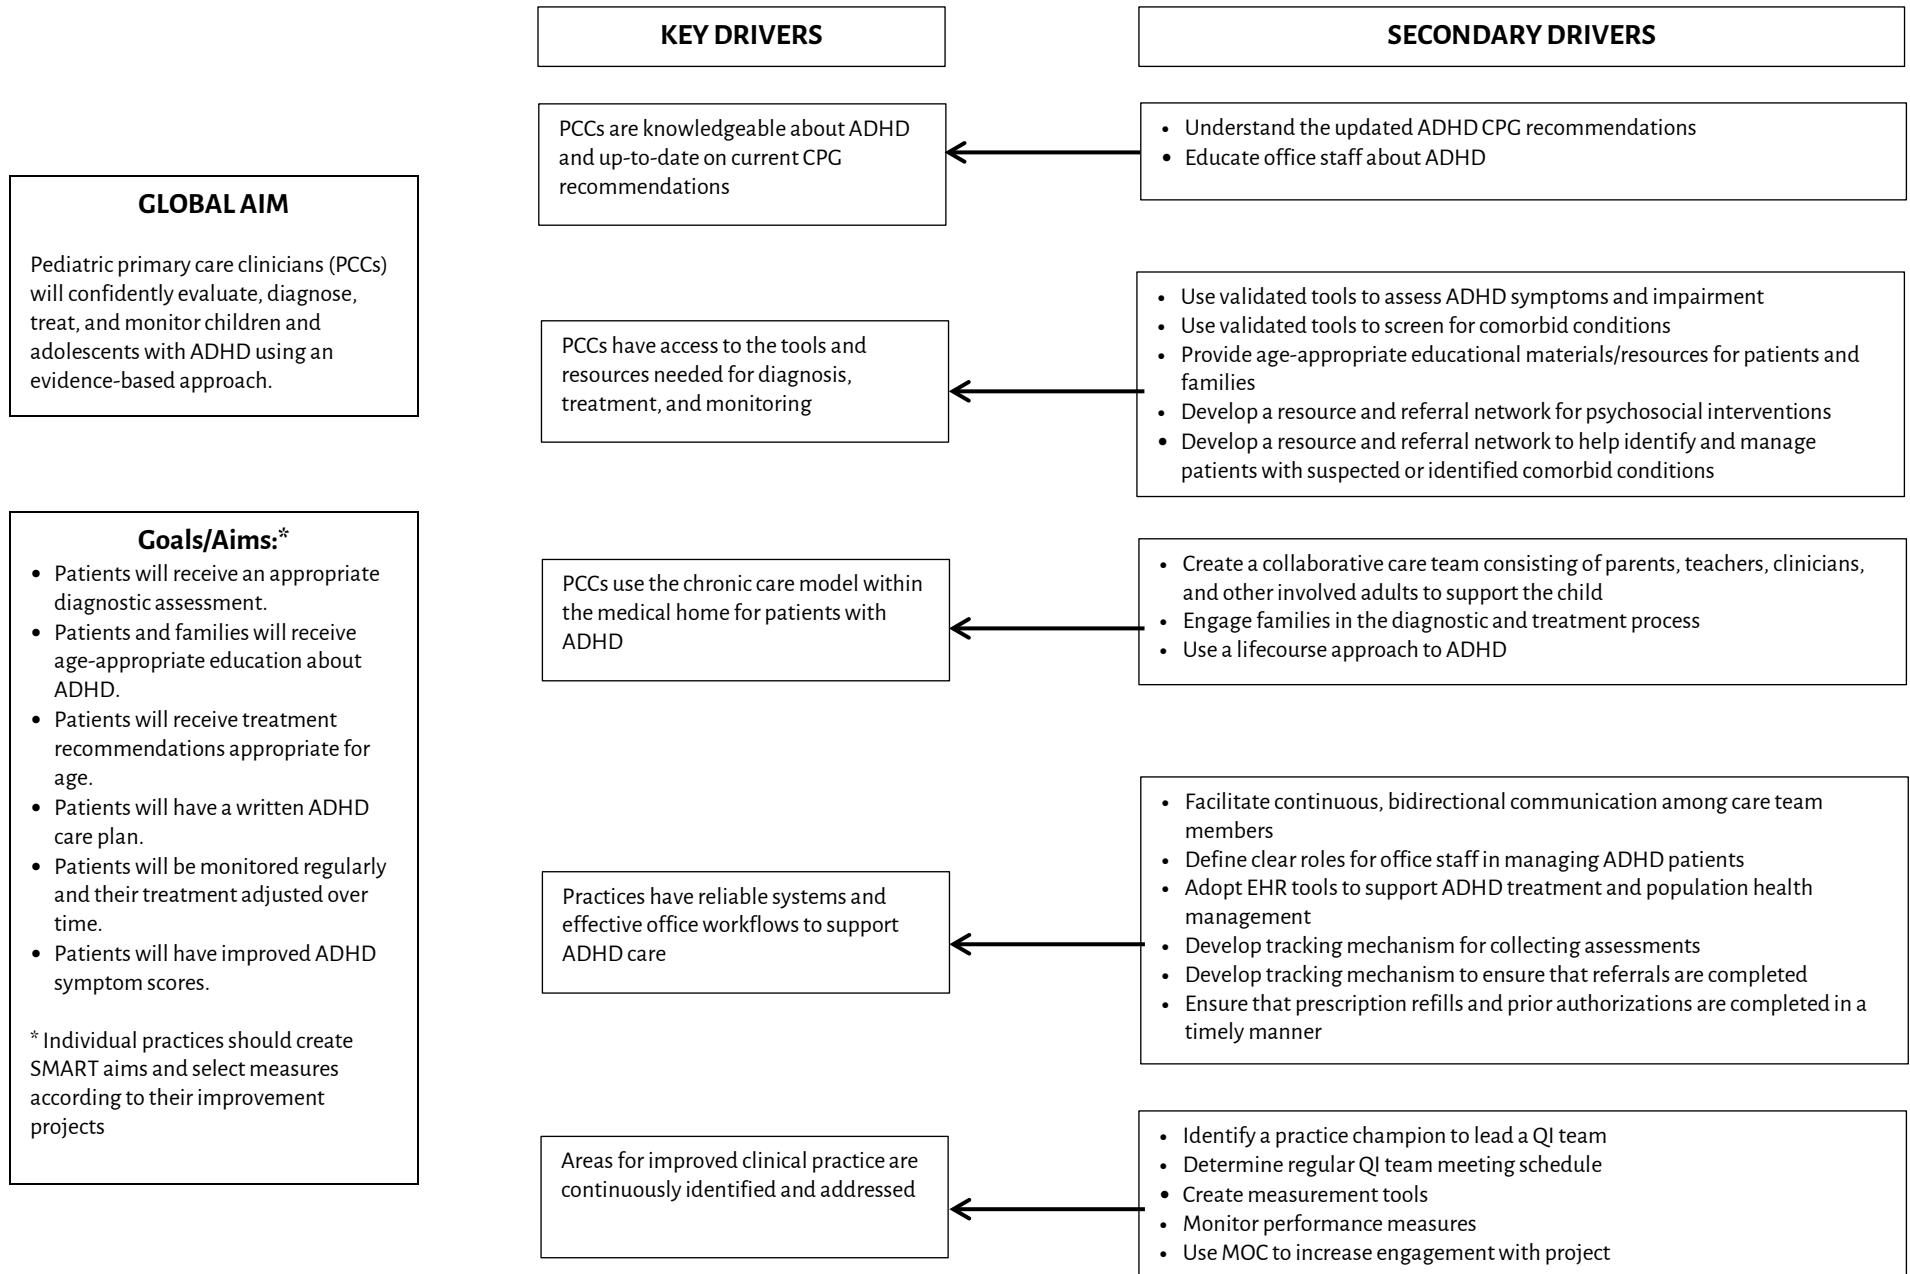 GLOBAL AIM
Pediatric primary care clinicians (PCCs)
will confidently evaluate, diagnose,
treat, and monitor children and
adolescents with ADHD using an
evidence-based approach.
Goals/Aims:*
• Patients will receive an appropriate
diagnostic assessment.
• Patients and families will receive
age-appropriate education about
ADHD.
• Patients will receive treatment
recommendations appropriate for
age.
• Patients will have a written ADHD
care plan.
• Patients will be monitored regularly
and their treatment adjusted over
time.
• Patients will have improved ADHD
symptom scores.
* Individual practices should create
SMART aims and select measures
according to their improvement
projects
KEY DRIVERS
SECONDARY DRIVERS
PCCs are knowledgeable about ADHD
and up-to-date on current CPG
recommendations
• Understand the updated ADHD CPG recommendations
• Educate office staff about ADHD
PCCs have access to the tools and
resources needed for diagnosis,
treatment, and monitoring
• Use validated tools to assess ADHD symptoms and impairment
• Use validated tools to screen for comorbid conditions
• Provide age-appropriate educational materials/resources for patients and
families
• Develop a resource and referral network for psychosocial interventions
• Develop a resource and referral network to help identify and manage
patients with suspected or identified comorbid conditions
PCCs use the chronic care model within
the medical home for patients with
ADHD
• Create a collaborative care team consisting of parents, teachers, clinicians,
and other involved adults to support the child
• Engage families in the diagnostic and treatment process
• Use a lifecourse approach to ADHD
Practices have reliable systems and
effective office workflows to support
ADHD care
• Facilitate continuous, bidirectional communication among care team
members
• Define clear roles for office staff in managing ADHD patients
• Adopt EHR tools to support ADHD treatment and population health
management
• Develop tracking mechanism for collecting assessments
• Develop tracking mechanism to ensure that referrals are completed
• Ensure that prescription refills and prior authorizations are completed in a
timely manner
Areas for improved clinical practice are
continuously identified and addressed
• Identify a practice champion to lead a QI team
• Determine regular QI team meeting schedule
• Create measurement tools
• Monitor performance measures
• Use MOC to increase engagement with project